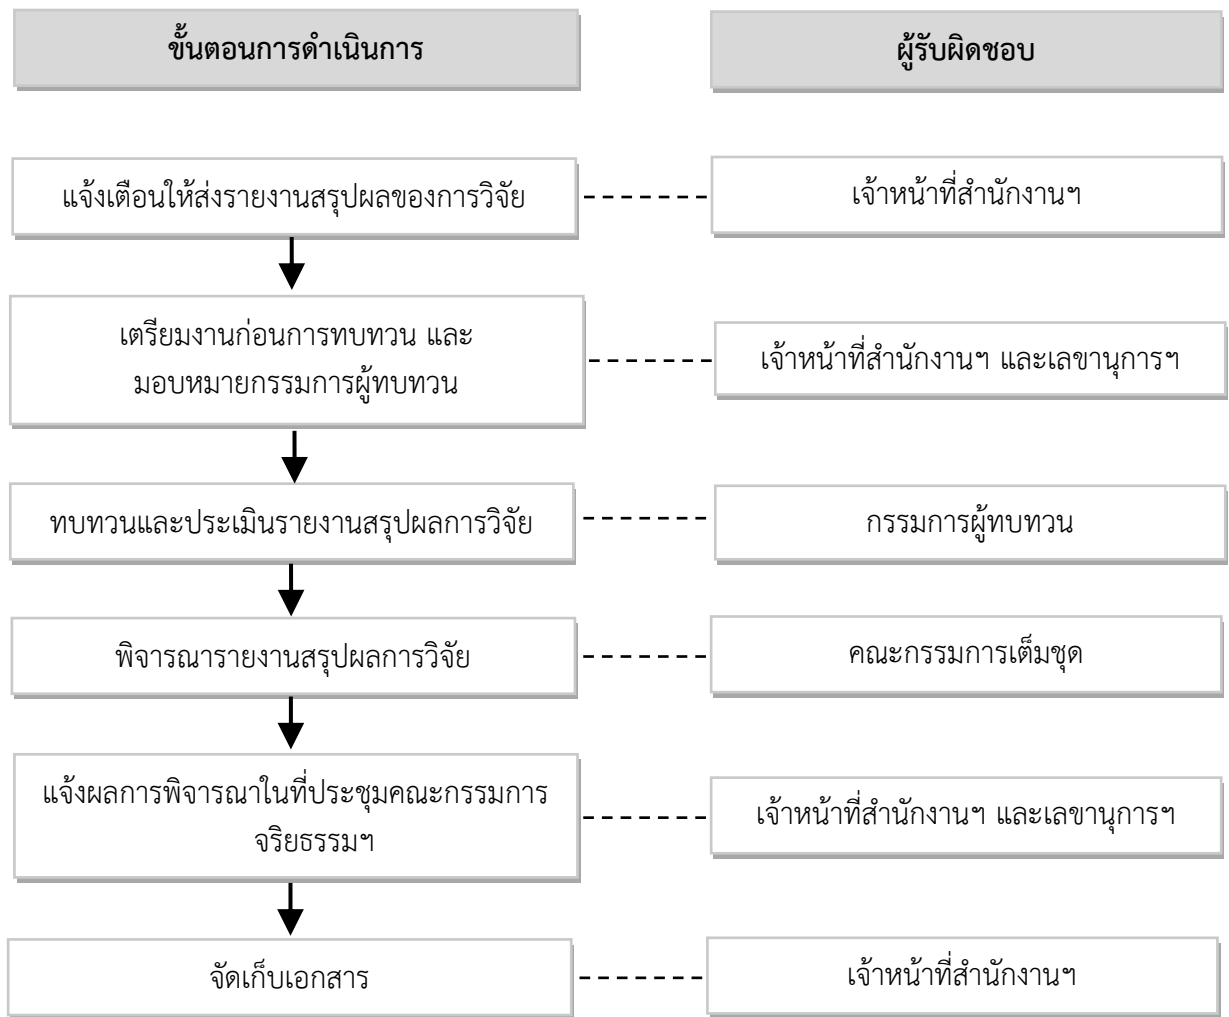 ขั้นตอนการดำเนินการ
ผู้รับผิดชอบ
แจ้งเตือนให้ส่งรายงานสรุปผลของการวิจัย
เจ้าหน้าที่สำนักงานฯ
เตรียมงานก่อนการทบทวน และ
มอบหมายกรรมการผู้ทบทวน
เจ้าหน้าที่สำนักงานฯ และเลขานุการฯ
ทบทวนและประเมินรายงานสรุปผลการวิจัย
กรรมการผู้ทบทวน
พิจารณารายงานสรุปผลการวิจัย
คณะกรรมการเต็มชุด
แจ้งผลการพิจารณาในที่ประชุมคณะกรรมการ
จริยธรรมฯ
เจ้าหน้าที่สำนักงานฯ และเลขานุการฯ
จัดเก็บเอกสาร
เจ้าหน้าที่สำนักงานฯ